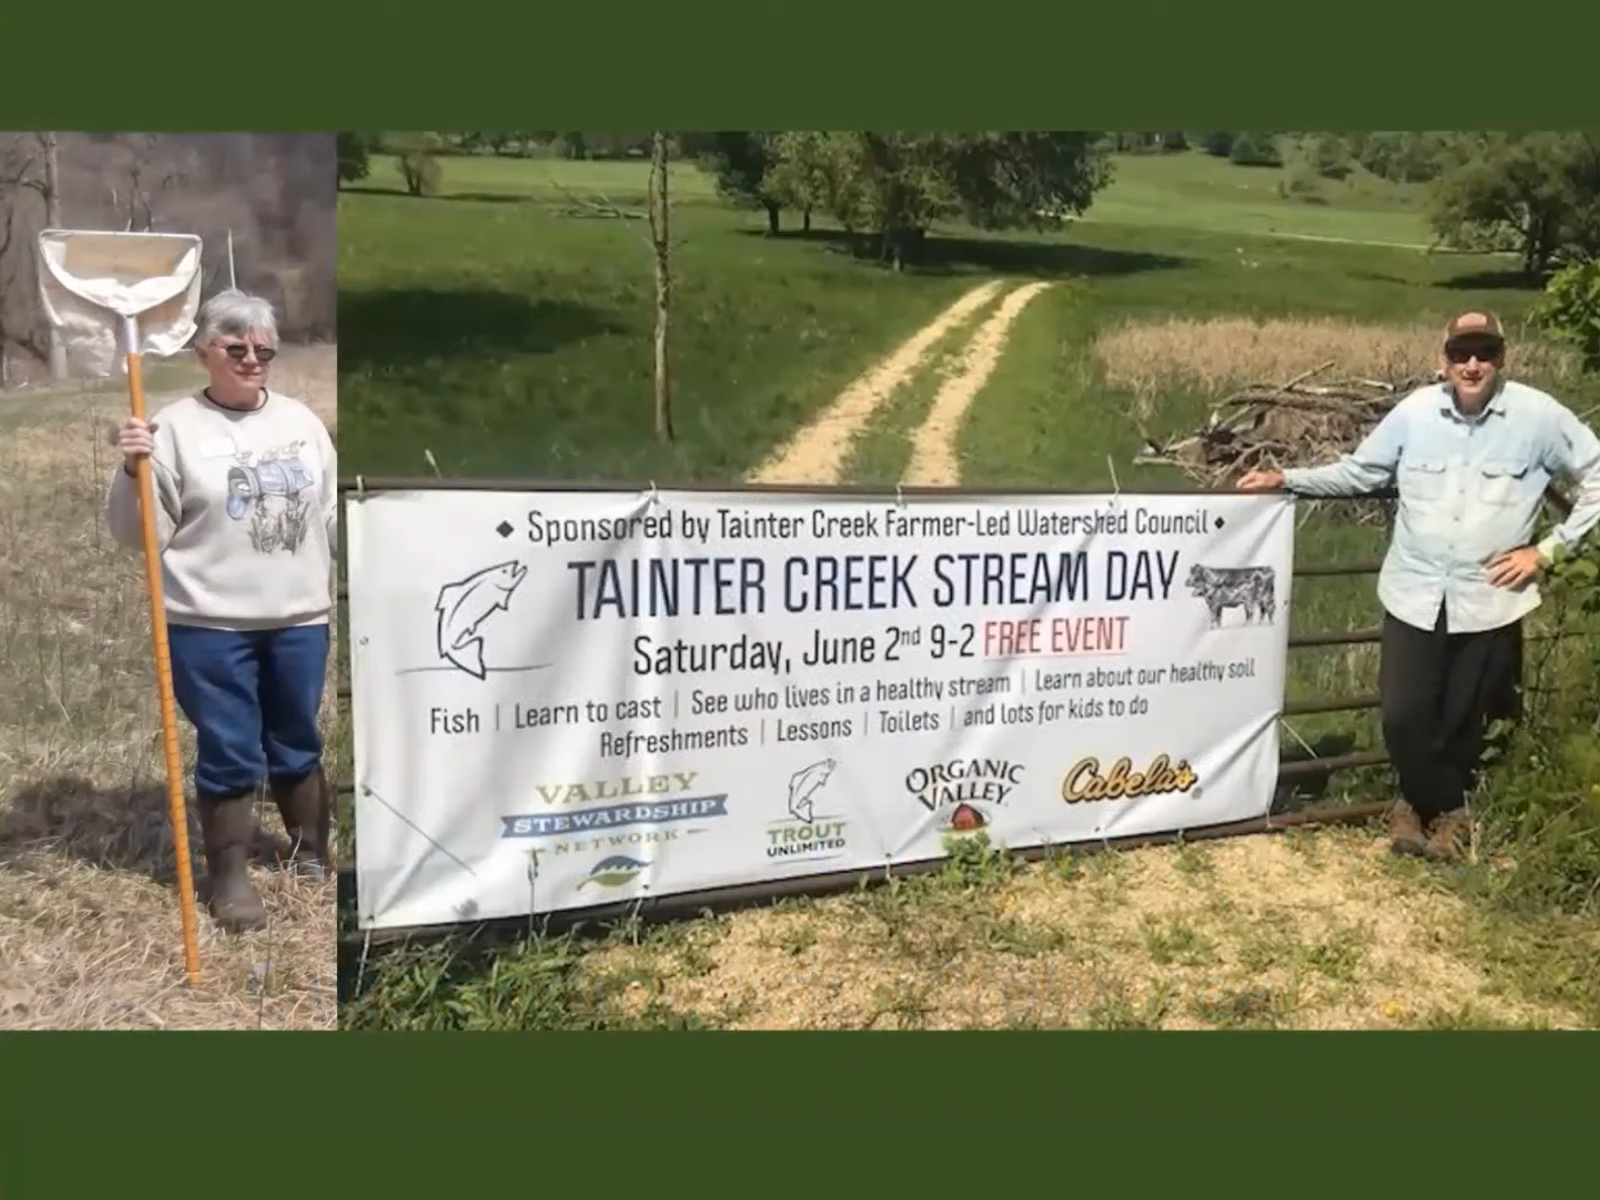 ◆ Sponsored by Tainter Creek Farmer-Led Watershed Council ◆
TAINTER CREEK STREAM DAY
Saturday, June 2nd 9-2 FREE EVENT
Fish | Learn to cast | See who lives in a healthy stream | Learn about our healthy soil
Refreshments | Lessons | Toilets | and lots for kids to do
VALLEY
STEWARDSHIP
NETWORK
TROUT
UNLIMITED
ORGANIC
VALLEY
Cabela's